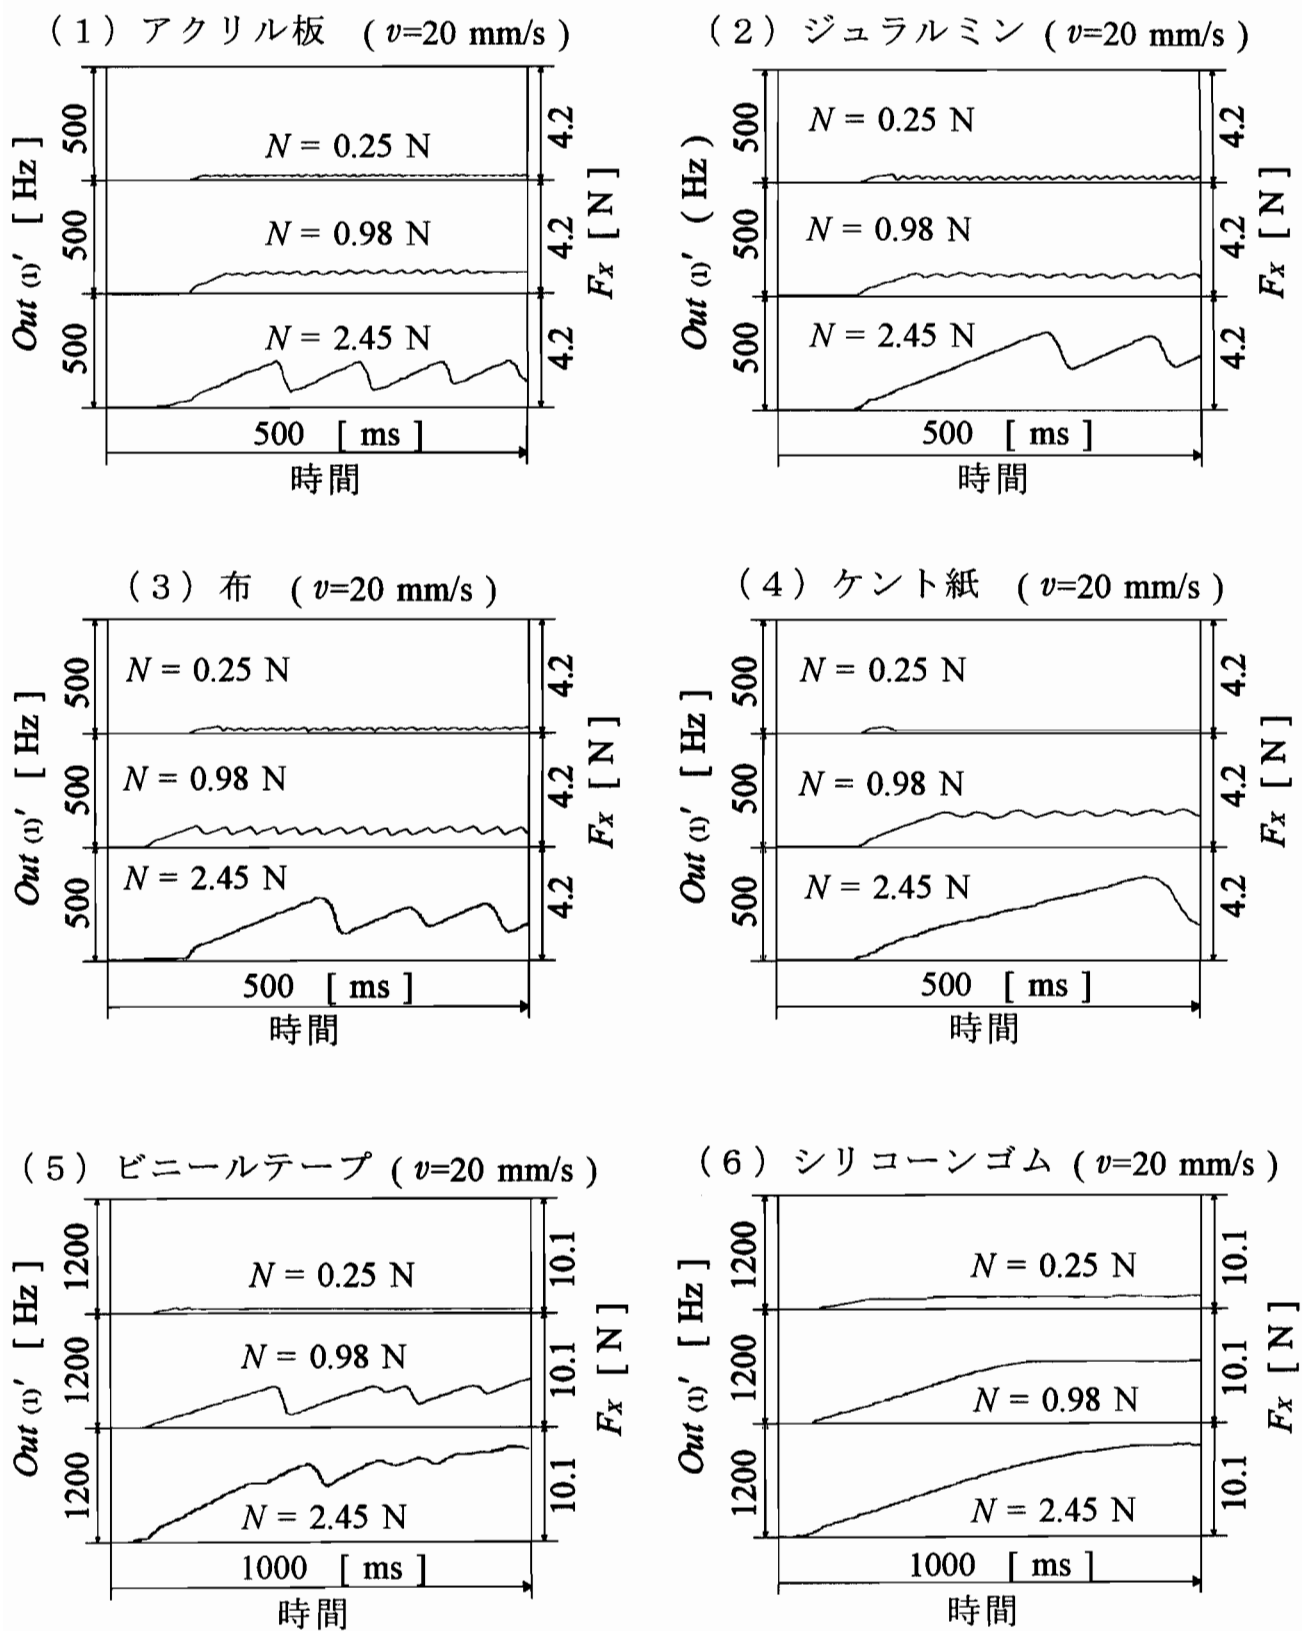 (1) アクリル板 (v=20 mm/s)
Out (1)′ [Hz]
500
500
500
N = 0.25 N
N = 0.98 N
N = 2.45 N
4.2
4.2
4.2
Fx [N]
500 [ms]
時間
(2) ジュラルミン (v=20 mm/s)
Out (1)′ (Hz)
500
500
500
N = 0.25 N
N = 0.98 N
N = 2.45 N
4.2
4.2
4.2
Fx [N]
500 [ms]
時間
(3) 布 (v=20 mm/s)
Out (1)′ [Hz]
500
500
500
N = 0.25 N
N = 0.98 N
N = 2.45 N
4.2
4.2
4.2
Fx [N]
500 [ms]
時間
(4) ケント紙 (v=20 mm/s)
Out (1)′ [Hz]
500
500
500
N = 0.25 N
N = 0.98 N
N = 2.45 N
4.2
4.2
4.2
Fx [N]
500 [ms]
時間
(5) ビニールテープ (v=20 mm/s)
Out (1)′ [Hz]
1200
1200
1200
N = 0.25 N
N = 0.98 N
N = 2.45 N
10.1
10.1
10.1
Fx [N]
1000 [ms]
時間
(6) シリコーンゴム (v=20 mm/s)
Out (1)′ [Hz]
1200
1200
1200
N = 0.25 N
N = 0.98 N
N = 2.45 N
10.1
10.1
10.1
Fx [N]
1000 [ms]
時間